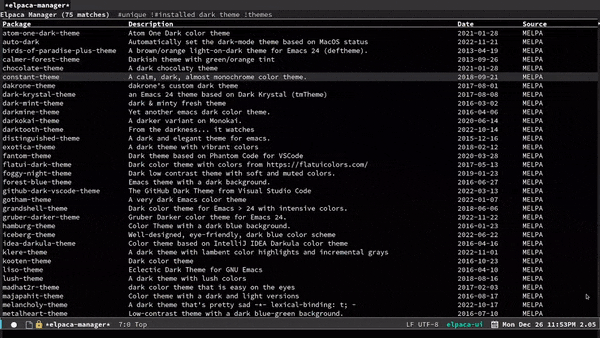 *elpaca-manager*
Elpaca Manager (75 matches) #unique !#installed dark theme !themes
Package Description Date Source
atom-one-dark-theme Atom One Dark color theme 2021-01-28 MELPA
auto-dark Automatically set the dark-mode theme based on MacOS status 2022-11-19 MELPA
birds-of-paradise-plus-theme A brown/orange light-on-dark theme for Emacs 24 (deftheme). 2013-04-19 MELPA
calmer-forest-theme Darkish theme with green/orange tint 2013-09-26 MELPA
chocolate-theme A dark chocolaty theme 2021-01-28 MELPA
constant-theme A calm, dark, almost monochrome color theme. 2018-09-21 MELPA
dakrone-theme dakrone's custom dark theme 2017-08-01 MELPA
dark-krystal-theme an Emacs 24 theme based on Dark Krystal (tmTheme) 2017-08-08 MELPA
dark-mint-theme dark & minty fresh theme 2016-03-02 MELPA
darkmine-theme Yet another emacs dark color theme. 2016-04-06 MELPA
darkokai-theme A darker variant on Monokai. 2020-06-14 MELPA
darktooth-theme From the darkness... it watches 2022-10-14 MELPA
distinguished-theme A dark and elegant theme for emacs. 2015-12-16 MELPA
exotica-theme A dark theme with vibrant colors 2018-02-12 MELPA
fantom-theme Dark theme based on Phantom Code for VSCode 2020-03-28 MELPA
flatui-dark-theme Dark color theme with colors from https://flatuicolors.com/ 2017-05-13 MELPA
foggy-night-theme Dark low contrast theme with soft and muted colors. 2019-01-23 MELPA
forest-blue-theme Emacs theme with a dark background. 2016-06-27 MELPA
github-dark-vscode-theme The GitHub Dark Theme from Visual Studio Code 2022-03-13 MELPA
gotham-theme A very dark Emacs color theme 2022-01-07 MELPA
grandshell-theme Dark color theme for Emacs > 24 with intensive colors. 2018-06-06 MELPA
gruber-darker-theme Gruber Darker color theme for Emacs 24. 2022-11-22 MELPA
hamburg-theme Color Theme with a dark blue background. 2016-01-31 MELPA
iceberg-theme Well-designed, eye-friendly, dark blue color scheme 2022-06-22 MELPA
idea-darkula-theme Color theme based on IntelliJ IDEA Darkula color theme 2016-04-16 MELPA
klere-theme A dark theme with lambent color highlights and incremental grays 2022-11-01 MELPA
kooten-theme Dark color theme 2016-10-23 MELPA
liso-theme Eclectic Dark Theme for GNU Emacs 2016-04-10 MELPA
lush-theme A dark theme with lush colors 2018-08-16 MELPA
madhat2r-theme dark color theme that is easy on the eyes 2017-02-03 MELPA
majapahit-theme Color theme with a dark and light versions 2016-08-17 MELPA
melancholy-theme A dark theme that's pretty sad -*- lexical-binding: t; - 2022-10-17 MELPA
metalheart-theme Low-contrast theme with a dark blue-green background. 2016-07-10 MELPA
*elpaca-manager* 7:0 Top LF UTF-8 elpaca-ui Mon Dec 26 11:53PM 2.05